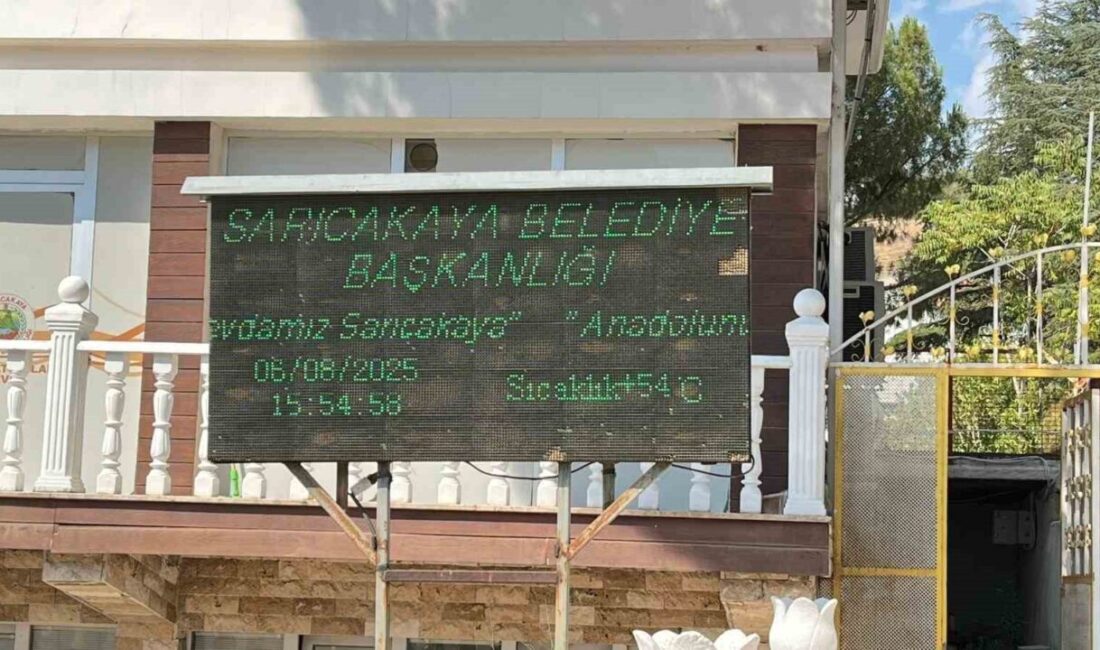 SARICAKAYA BELEDİYE
BAŞKANLIĞI
evdamız Sarıcakaya" "Anadolunu
06/08/2025
Sıcaklık+54°C
15:54:58